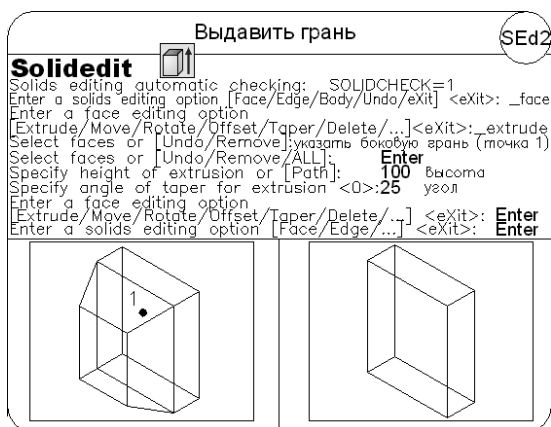 Выдавить грань
SEd2
Solidedit
Solids editing automatic checking: SOLIDCHECK=1
Enter a solids editing option [Face/Edge/Body/Undo/eXit] <eXit>: _face
Enter a face editing option
[Extrude/Move/Rotate/Offset/Taper/Delete/...]<eXit>:_extrude
Select faces or [Undo/Remove]:указать боковую грань (точка 1)
Select faces or [Undo/Remove/ALL]: Enter
Specify height of extrusion or [Path]: 100 высота
Specify angle of taper for extrusion <0>:25 угол
Enter a face editing option
[Extrude/Move/Rotate/Offset/Taper/Delete/...] <eXit>: Enter
Enter a solids editing option [Face/Edge/...] <eXit>: Enter
1